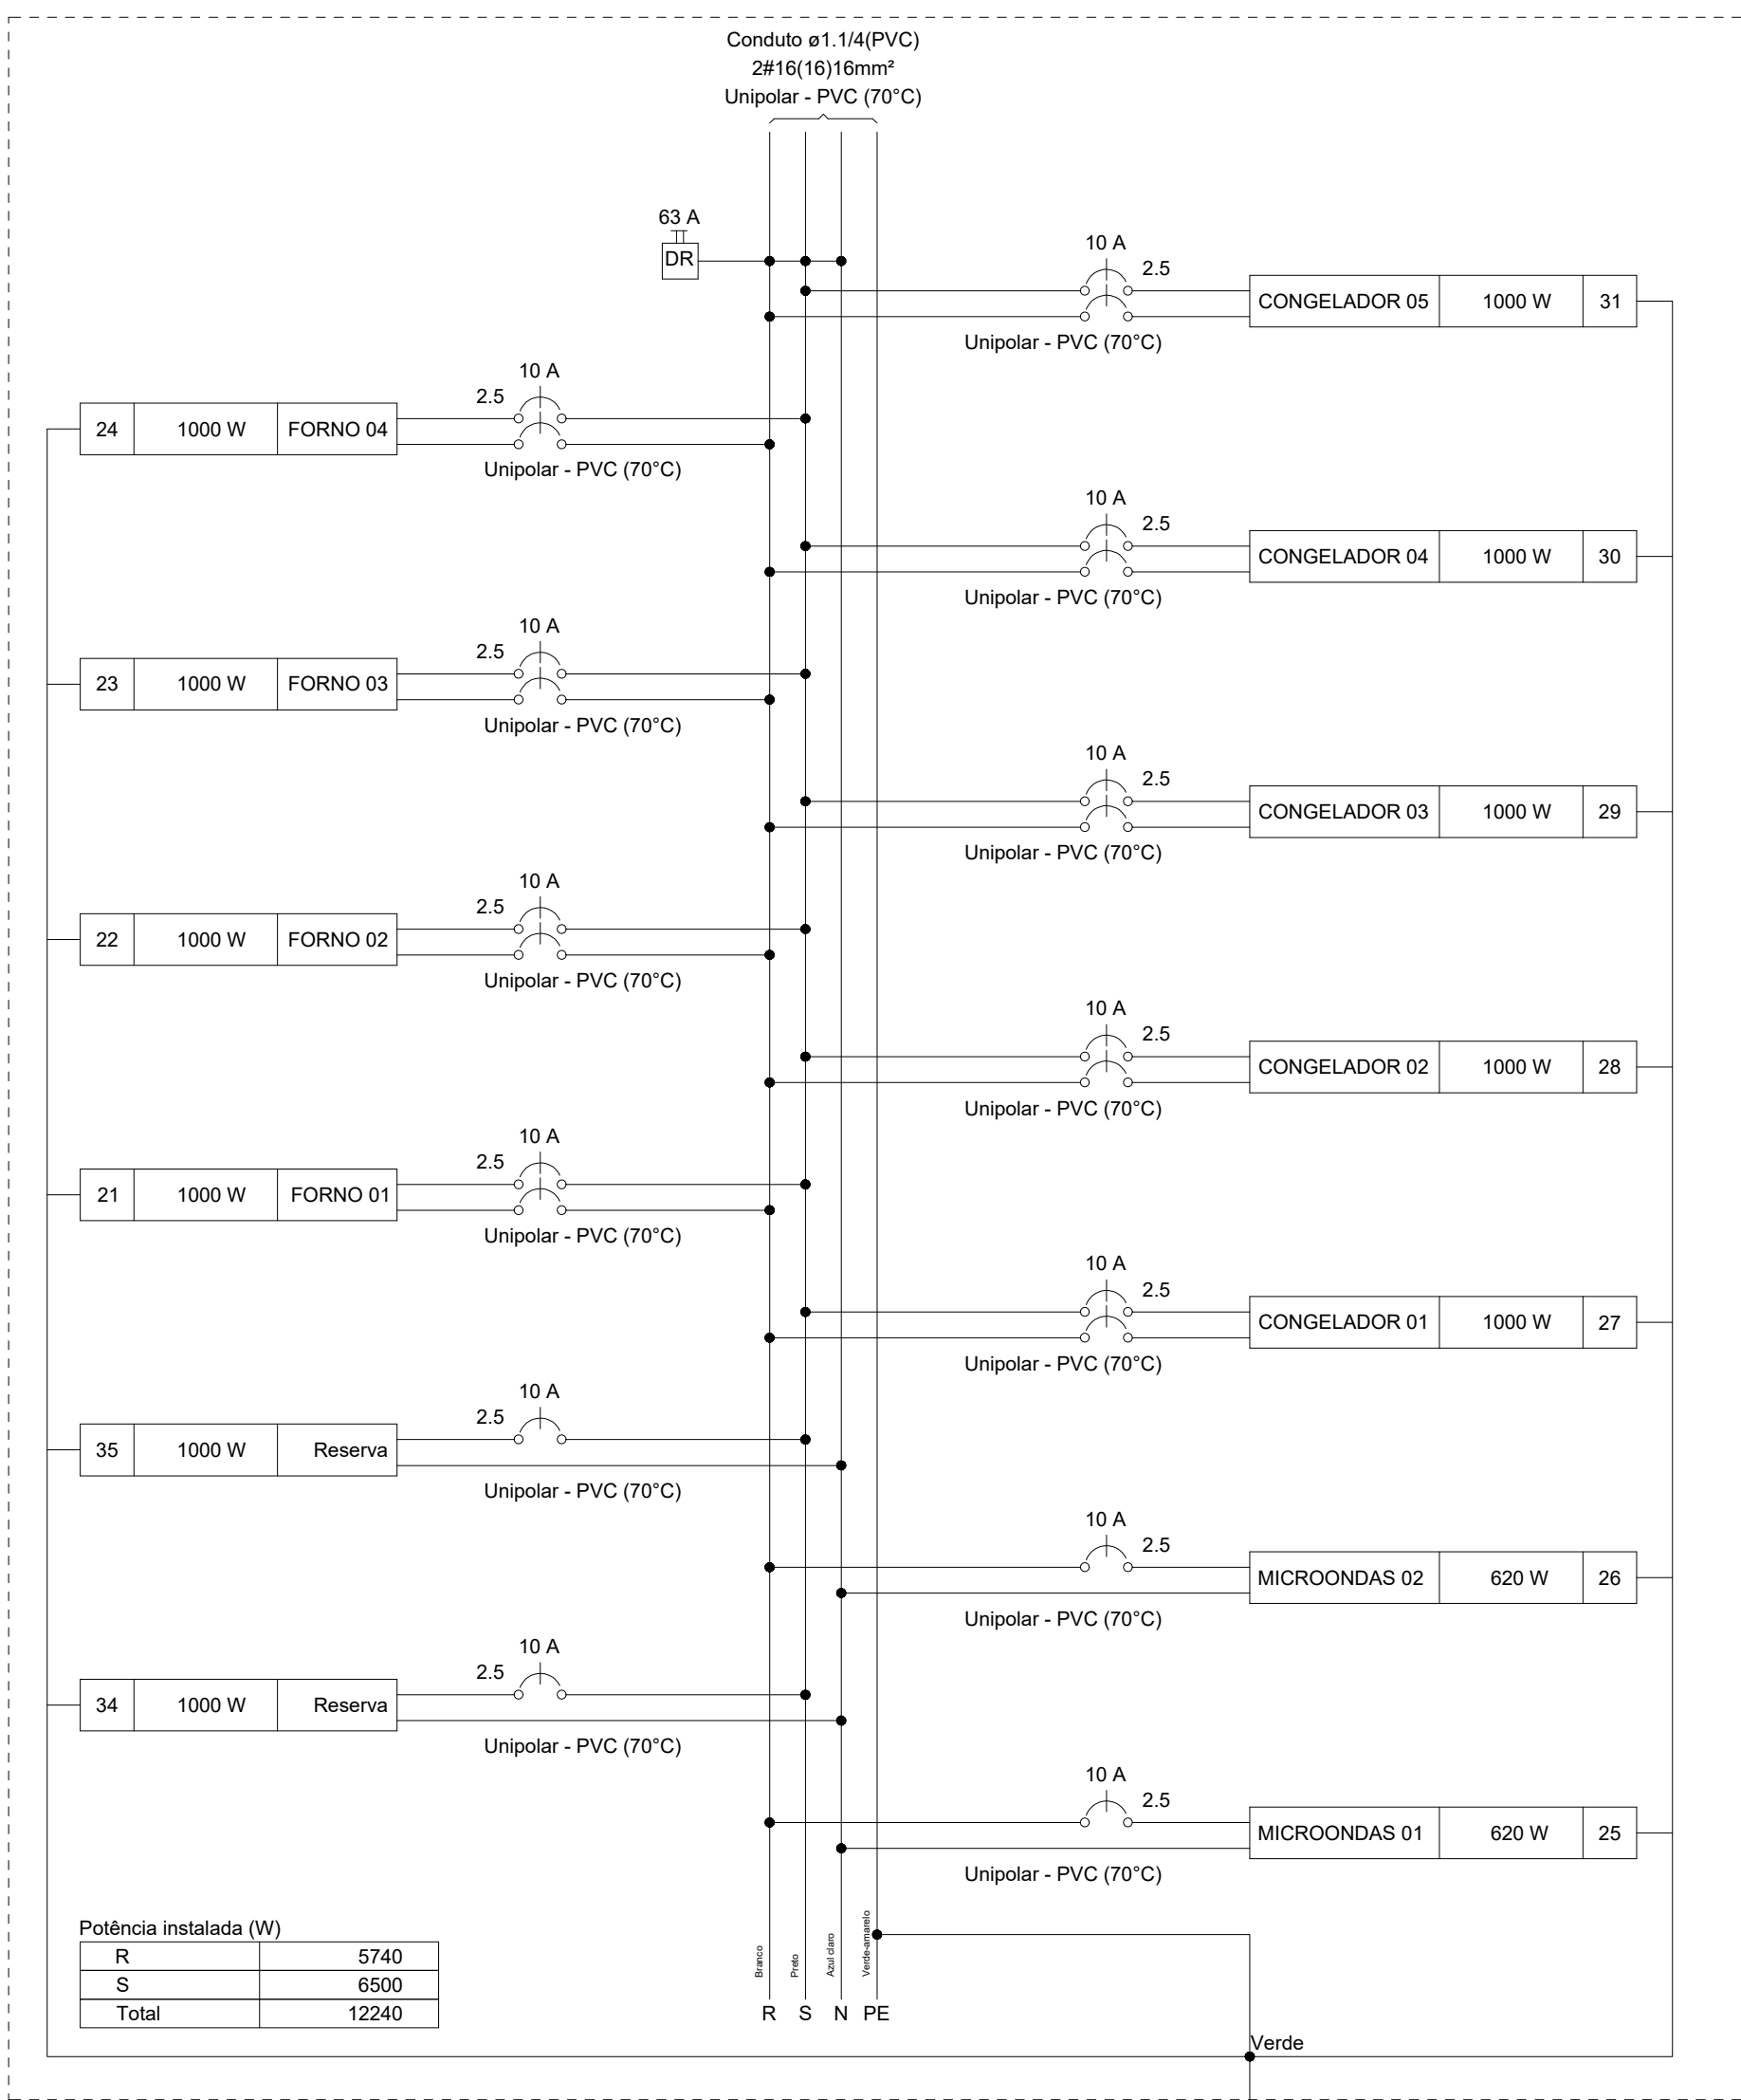 Conduto ø1.1/4(PVC)
2#16(16)16mm²
Unipolar - PVC (70°C)
63 A
DR
10 A
2.5
CONGELADOR 05 1000 W 31
Unipolar - PVC (70°C)
10 A
2.5
24 1000 W FORNO 04
Unipolar - PVC (70°C)
10 A
2.5
CONGELADOR 04 1000 W 30
Unipolar - PVC (70°C)
10 A
2.5
23 1000 W FORNO 03
Unipolar - PVC (70°C)
10 A
2.5
CONGELADOR 03 1000 W 29
Unipolar - PVC (70°C)
10 A
2.5
22 1000 W FORNO 02
Unipolar - PVC (70°C)
10 A
2.5
CONGELADOR 02 1000 W 28
Unipolar - PVC (70°C)
10 A
2.5
21 1000 W FORNO 01
Unipolar - PVC (70°C)
10 A
2.5
CONGELADOR 01 1000 W 27
Unipolar - PVC (70°C)
10 A
2.5
35 1000 W Reserva
Unipolar - PVC (70°C)
10 A
2.5
MICROONDAS 02 620 W 26
Unipolar - PVC (70°C)
10 A
2.5
34 1000 W Reserva
Unipolar - PVC (70°C)
10 A
2.5
MICROONDAS 01 620 W 25
Unipolar - PVC (70°C)
Potência instalada (W)
R 5740
S 6500
Total 12240
Branco
Preto
Azul claro
Verde-amarelo
R S N PE
Verde